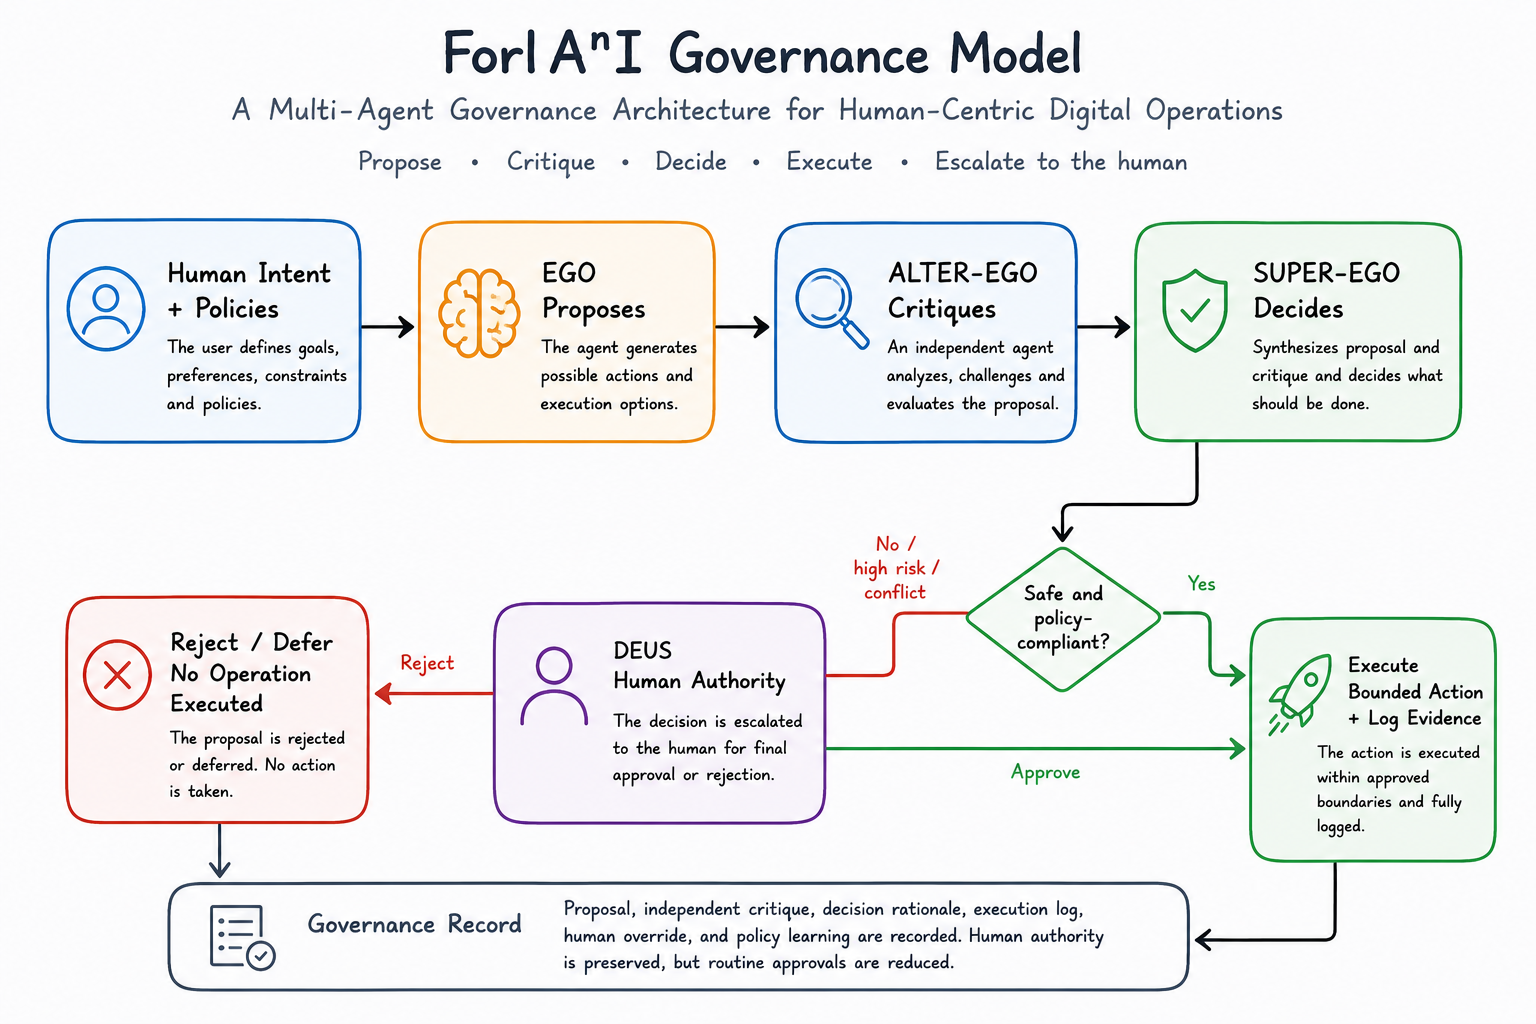 Forl AⁿI Governance Model
A Multi-Agent Governance Architecture for Human-Centric Digital Operations
Propose • Critique • Decide • Execute • Escalate to the human
Human Intent
+ Policies
The user defines goals,
preferences, constraints
and policies.
EGO
Proposes
The agent generates
possible actions and
execution options.
ALTER-EGO
Critiques
An independent agent
analyzes, challenges and
evaluates the proposal.
SUPER-EGO
Decides
Synthesizes proposal and
critique and decides what
should be done.
No /
high risk /
conflict
Safe and
policy-
compliant?
Yes
Reject / Defer
No Operation
Executed
The proposal is rejected
or deferred. No action
is taken.
Reject
DEUS
Human Authority
The decision is escalated
to the human for final
approval or rejection.
Approve
Execute
Bounded Action
+ Log Evidence
The action is executed
within approved
boundaries and fully
logged.
Governance Record
Proposal, independent critique, decision rationale, execution log,
human override, and policy learning are recorded. Human authority
is preserved, but routine approvals are reduced.